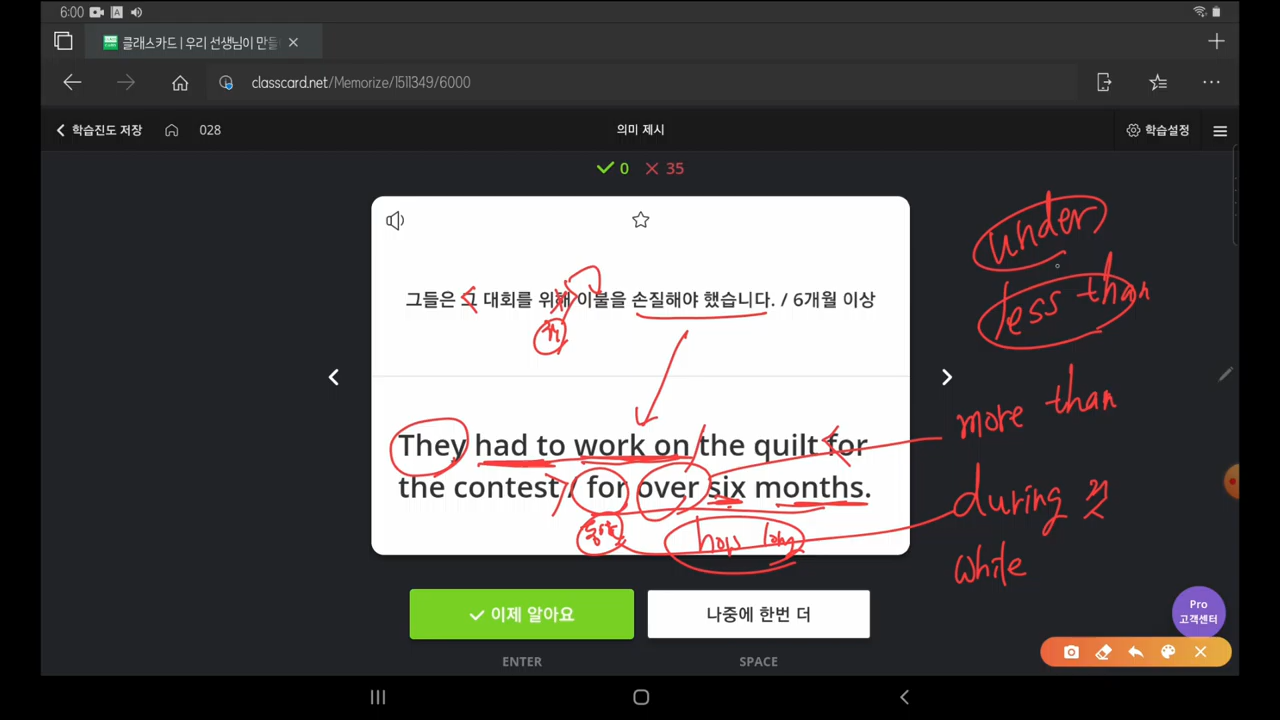 6:00
클래스카드 | 우리 선생님이 만들
classcard.net/Memorize/1511349/6000
학습진도 저장
028
의미 제시
학습설정
0
35
그들은 그 대회를 위해 이불을 손질해야 했습니다. / 6개월 이상
They had to work on the quilt for
the contest / for over six months.
동안
how long
under
less than
more than
during
while
이제 알아요
나중에 한번 더
ENTER
SPACE
Pro
고객센터